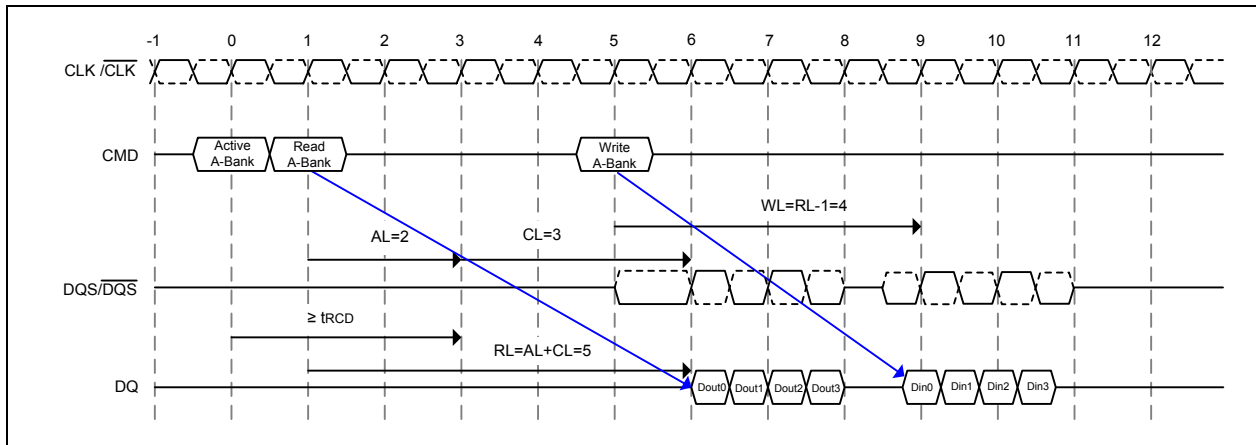 -1 0 1 2 3 4 5 6 7 8 9 10 11 12
CLK /CLK
Active
A-Bank
Read
A-Bank
Write
A-Bank
CMD
WL=RL-1=4
AL=2
CL=3
DQS/DQS
≥ tRCD
RL=AL+CL=5
DQ
Dout0 Dout1 Dout2 Dout3 Din0 Din1 Din2 Din3